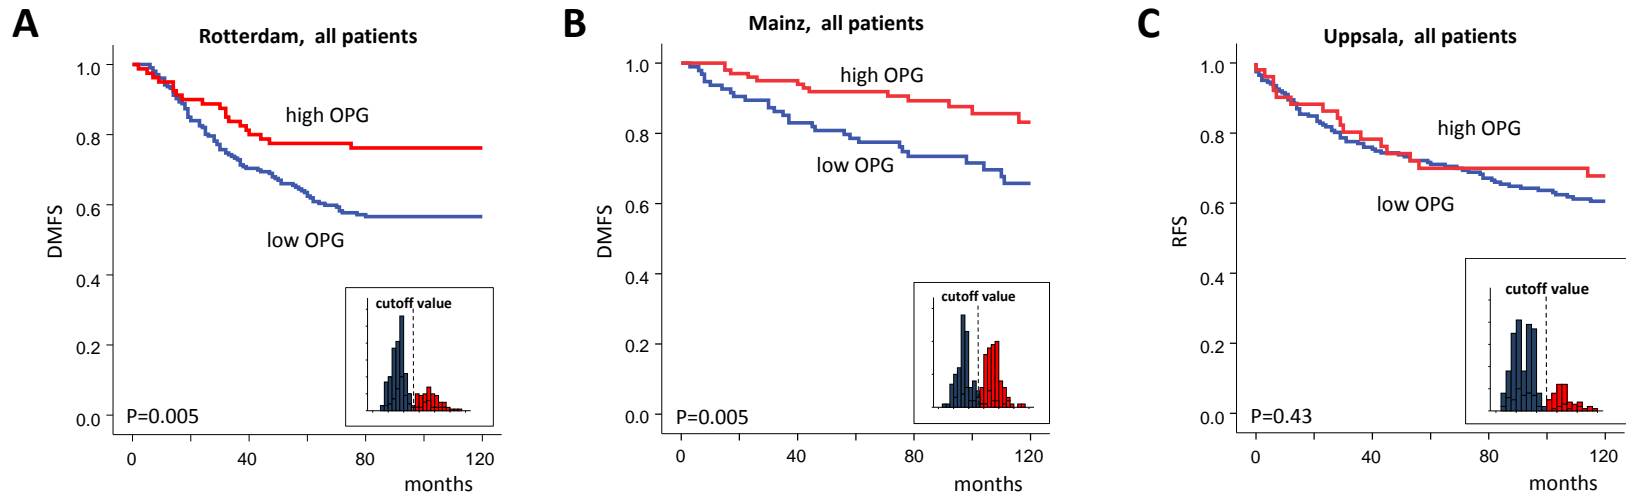 A
Rotterdam, all patients
1.0
0.8
0.6
0.4
0.2
0.0
DMFS
high OPG
low OPG
cutoff value
P=0.005
0
40
80
120
months
B
Mainz, all patients
1.0
0.8
0.6
0.4
0.2
0.0
DMFS
high OPG
low OPG
cutoff value
P=0.005
0
40
80
120
months
C
Uppsala, all patients
1.0
0.8
0.6
0.4
0.2
0.0
RFS
high OPG
low OPG
cutoff value
P=0.43
0
40
80
120
months